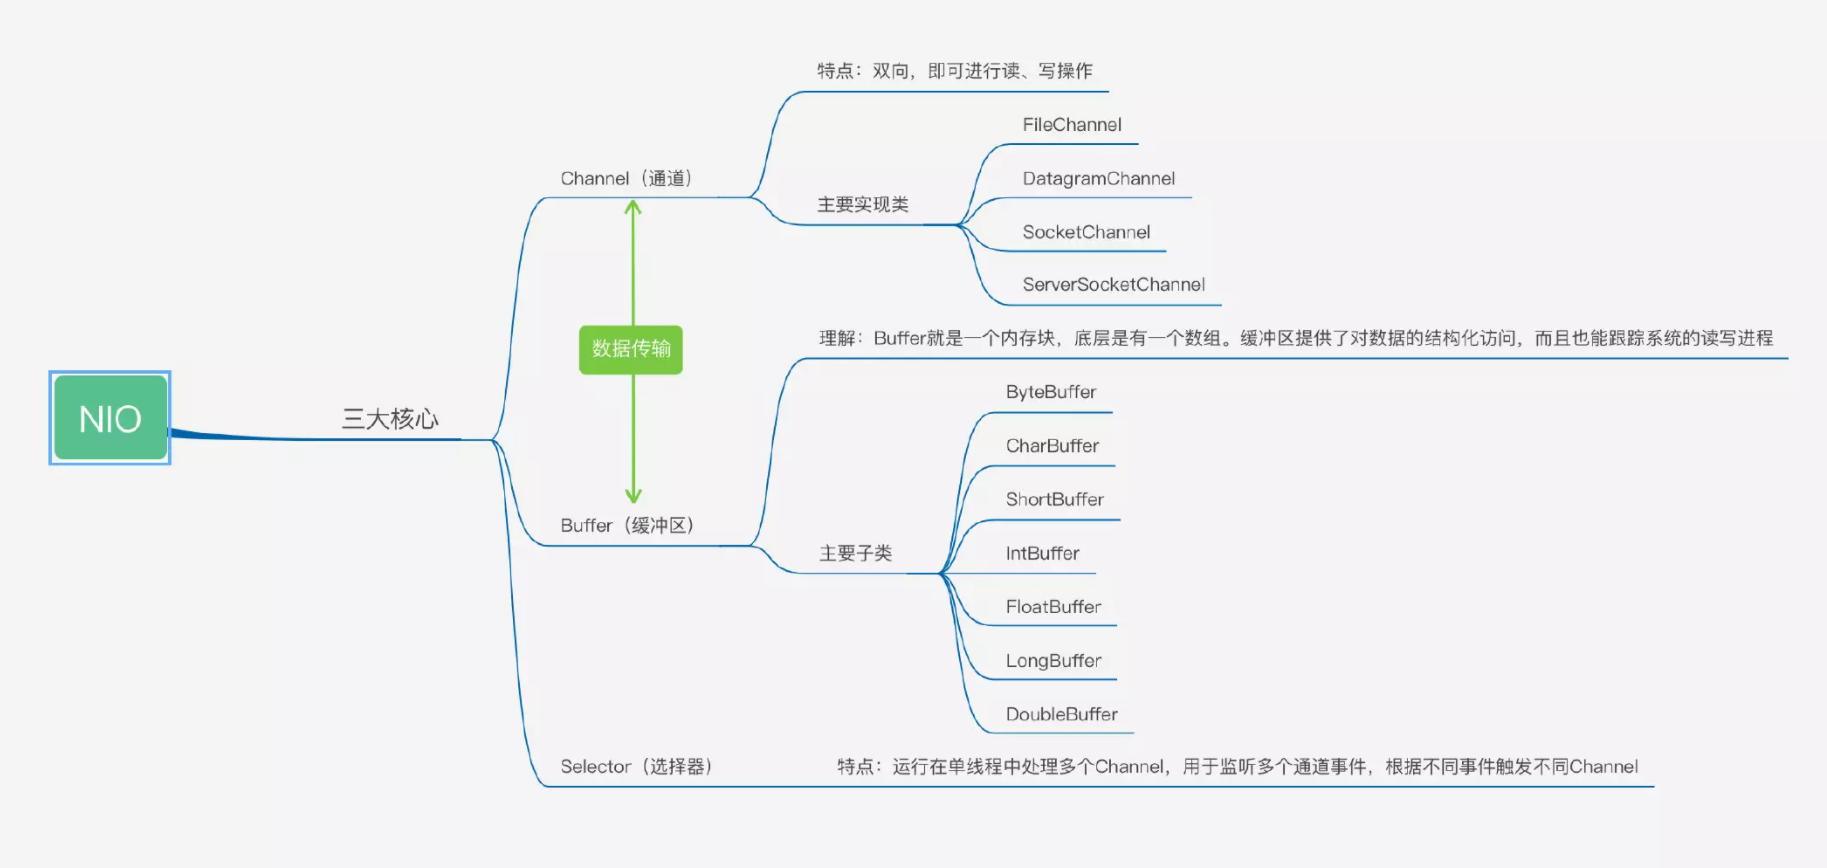 NIO
三大核心
Channel（通道）
特点：双向，即可进行读、写操作
主要实现类
FileChannel
DatagramChannel
SocketChannel
ServerSocketChannel
数据传输
Buffer（缓冲区）
理解：Buffer就是一个内存块，底层是有一个数组。缓冲区提供了对数据的结构化访问，而且也能跟踪系统的读写进程
主要子类
ByteBuffer
CharBuffer
ShortBuffer
IntBuffer
FloatBuffer
LongBuffer
DoubleBuffer
Selector（选择器）
特点：运行在单线程中处理多个Channel，用于监听多个通道事件，根据不同事件触发不同Channel